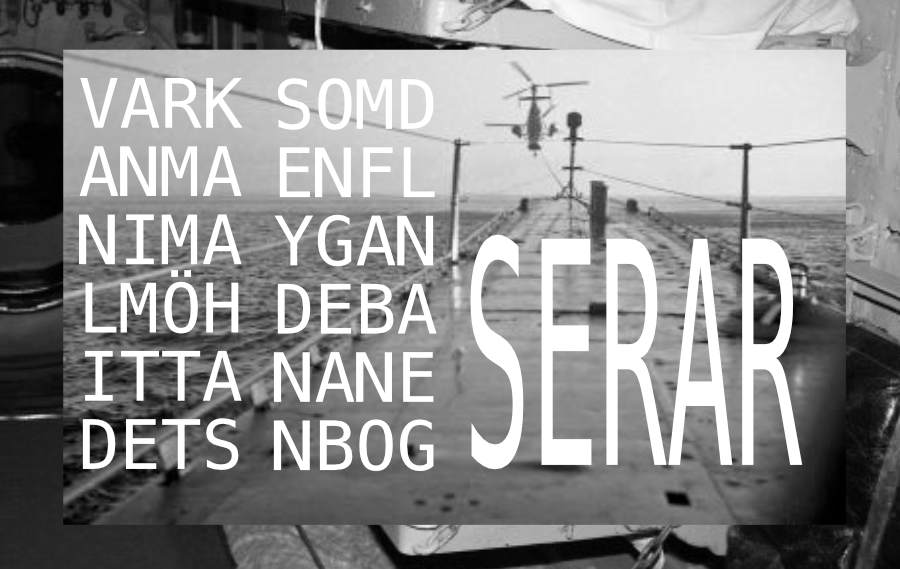 VARK SOMD
ANMA ENFL
NIMA YGAN
LMÖH DEBA
ITTA NANE
DETS NBOG
SERAR